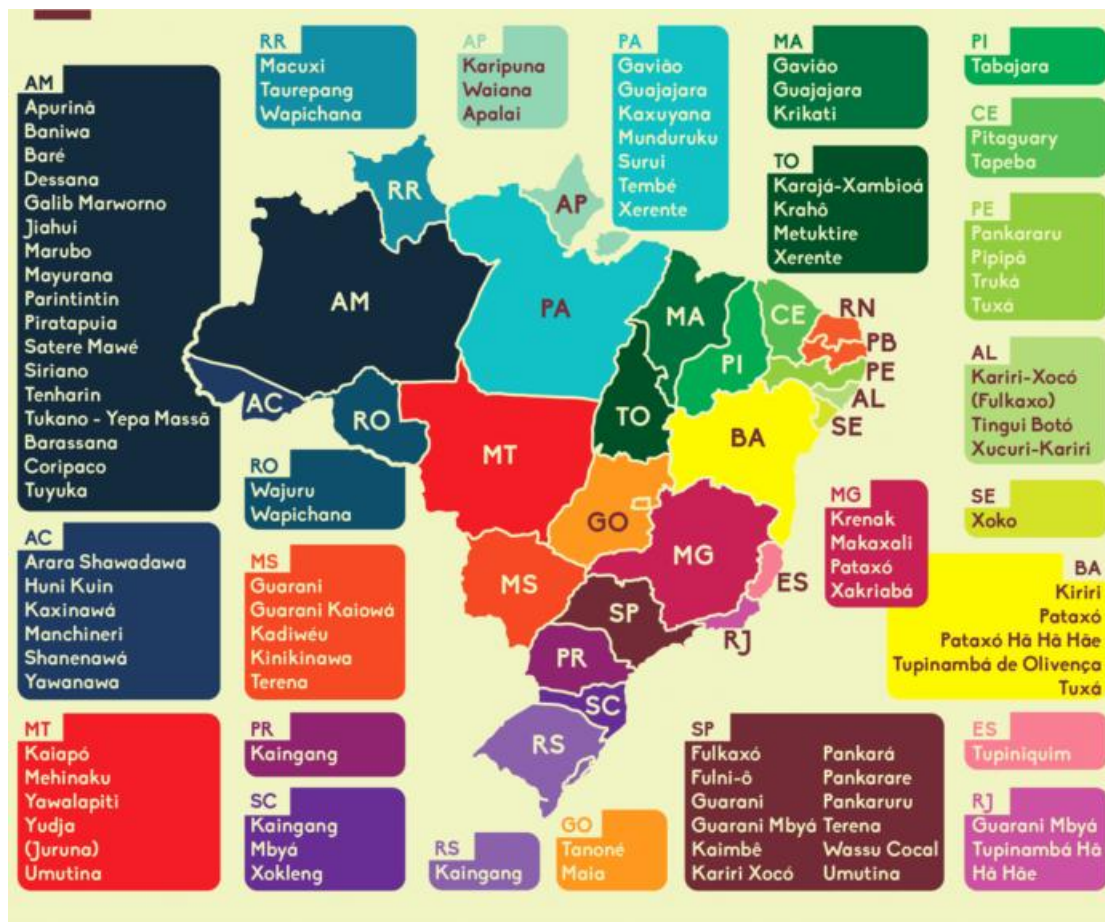 AM
Apurinã
Baniwa
Baré
Dessana
Galib Marworno
Jiahui
Marubo
Mayurana
Parintintin
Piratapuia
Satere Mawé
Siriano
Tenharin
Tukano - Yepa Massã
Barassana
Coripaco
Tuyuka
RR
Macuxi
Taurepang
Wapichana
AP
Karipuna
Waiana
Apalai
PA
Gavião
Guajajara
Kaxuyana
Munduruku
Surui
Tembé
Xerente
MA
Gavião
Guajajara
Krikati
TO
Karajá-Xambioá
Krahô
Metuktire
Xerente
PI
Tabajara
CE
Pitaguary
Tapeba
PE
Pankararu
Pipipã
Truká
Tuxá
AL
Kariri-Xocó
(Fulkaxo)
Tingui Botó
Xucuri-Kariri
SE
Xoko
RR
AP
AM
PA
MA
PI
CE
RN
PB
PE
AL
SE
AC
RO
TO
BA
MT
GO
MG
ES
MS
SP
RJ
PR
SC
RS
RO
Wajuru
Wapichana
MG
Krenak
Makaxali
Pataxó
Xakriabá
BA
Kiriri
Pataxó
Pataxó Hã Hã Hãe
Tupinambá de Olivença
Tuxá
AC
Arara Shawadawa
Huni Kuin
Kaxinawá
Manchineri
Shanenawá
Yawanawa
MS
Guarani
Guarani Kaiowá
Kadiwéu
Kinikinawa
Terena
MT
Kaiapó
Mehinaku
Yawalapiti
Yudja
(Juruna)
Umutina
PR
Kaingang
SC
Kaingang
Mbyá
Xokleng
RS
Kaingang
GO
Tanoné
Maia
SP
Fulkaxó
Fulni-ô
Guarani
Guarani Mbyá
Kaimbê
Kariri Xocó
Pankará
Pankarare
Pankaruru
Terena
Wassu Cocal
Umutina
ES
Tupiniquim
RJ
Guarani Mbyá
Tupinambá Hã
Hã Hãe